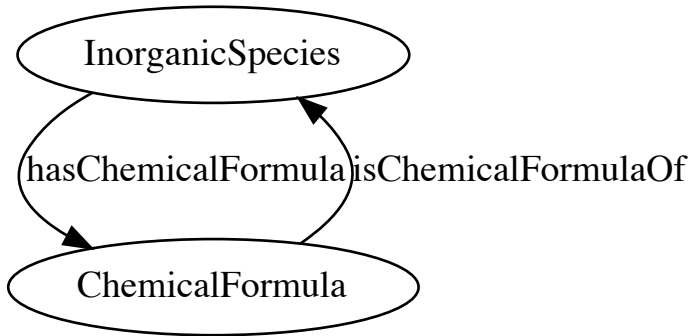 InorganicSpecies
hasChemicalFormula
isChemicalFormulaOf
ChemicalFormula